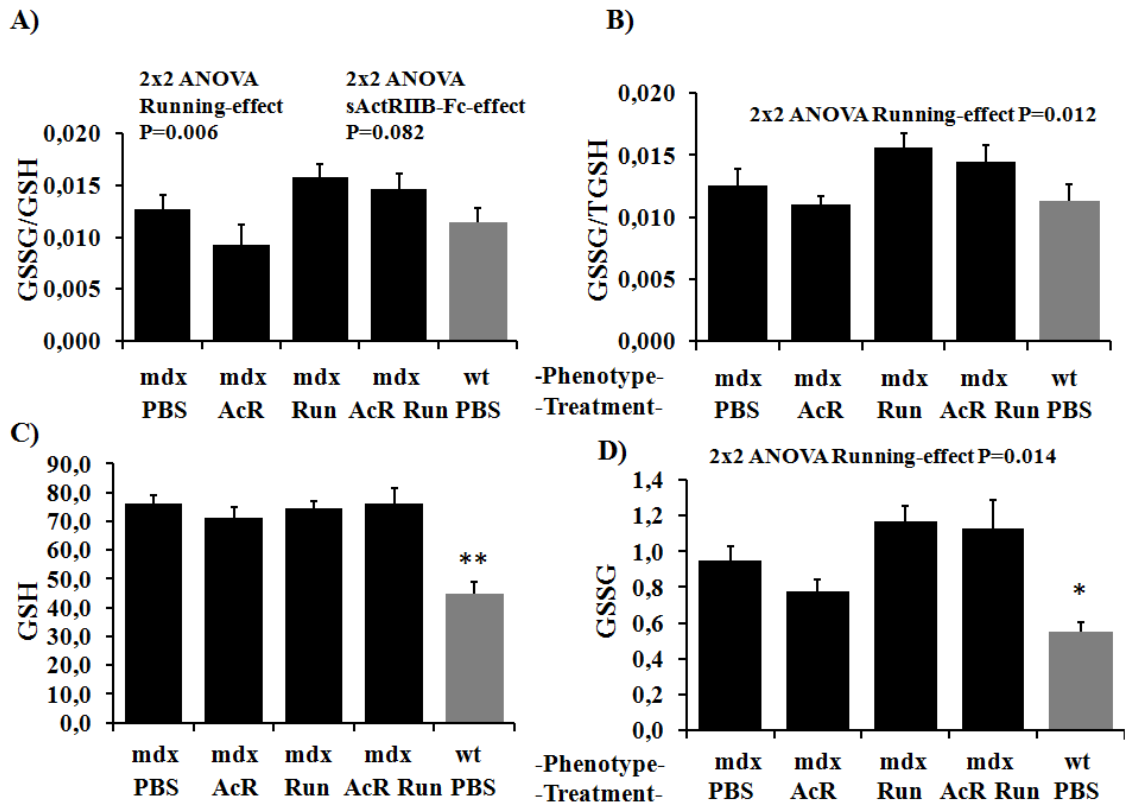 A)
2x2 ANOVA
Running-effect
P=0.006
2x2 ANOVA
sActRIIB-Fc-effect
P=0.082
GSSG/GSH
0,020
0,015
0,010
0,005
0,000
mdx mdx mdx mdx wt
PBS AcR Run AcR Run PBS
-Phenotype-
-Treatment-
B)
2x2 ANOVA Running-effect P=0.012
GSSG/TGSH
0,020
0,015
0,010
0,005
0,000
mdx mdx mdx mdx wt
PBS AcR Run AcR Run PBS
C)
GSH
90,0
80,0
70,0
60,0
50,0
40,0
30,0
20,0
10,0
0,0
**
mdx mdx mdx mdx wt
PBS AcR Run AcR Run PBS
-Phenotype-
-Treatment-
D)
2x2 ANOVA Running-effect P=0.014
GSSG
1,4
1,2
1,0
0,8
0,6
0,4
0,2
0,0
*
mdx mdx mdx mdx wt
PBS AcR Run AcR Run PBS